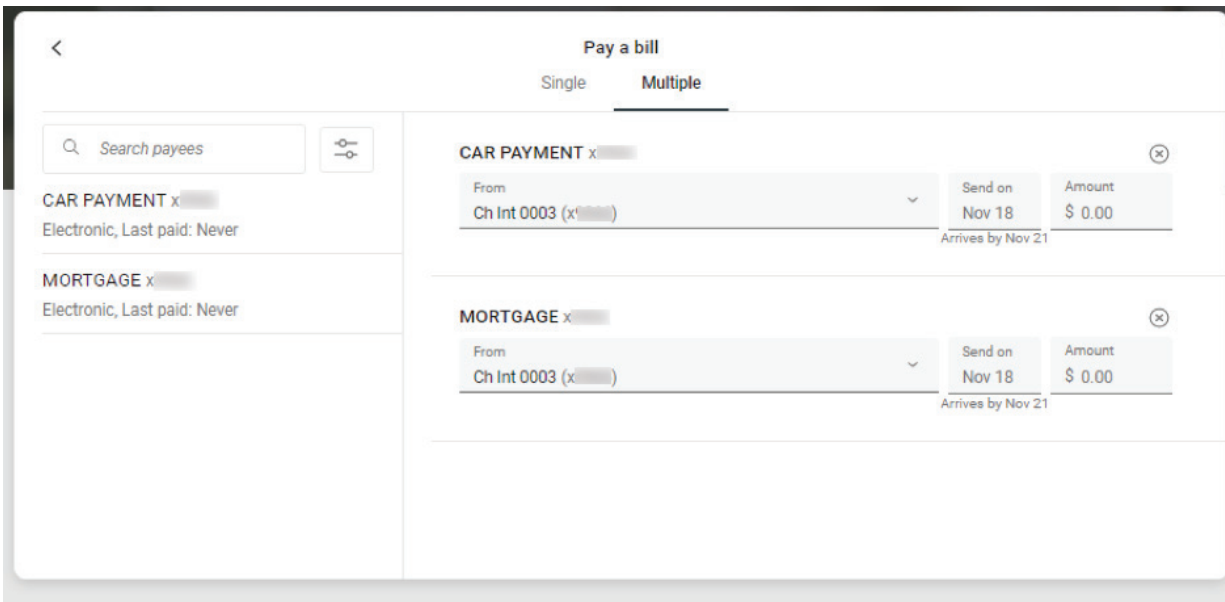 Pay a bill
Single Multiple
Search payees
CAR PAYMENT x
Electronic, Last paid: Never
MORTGAGE x
Electronic, Last paid: Never
CAR PAYMENT x
From
Ch Int 0003 (x )
Send on
Nov 18
Arrives by Nov 21
Amount
$ 0.00
MORTGAGE x
From
Ch Int 0003 (x )
Send on
Nov 18
Arrives by Nov 21
Amount
$ 0.00